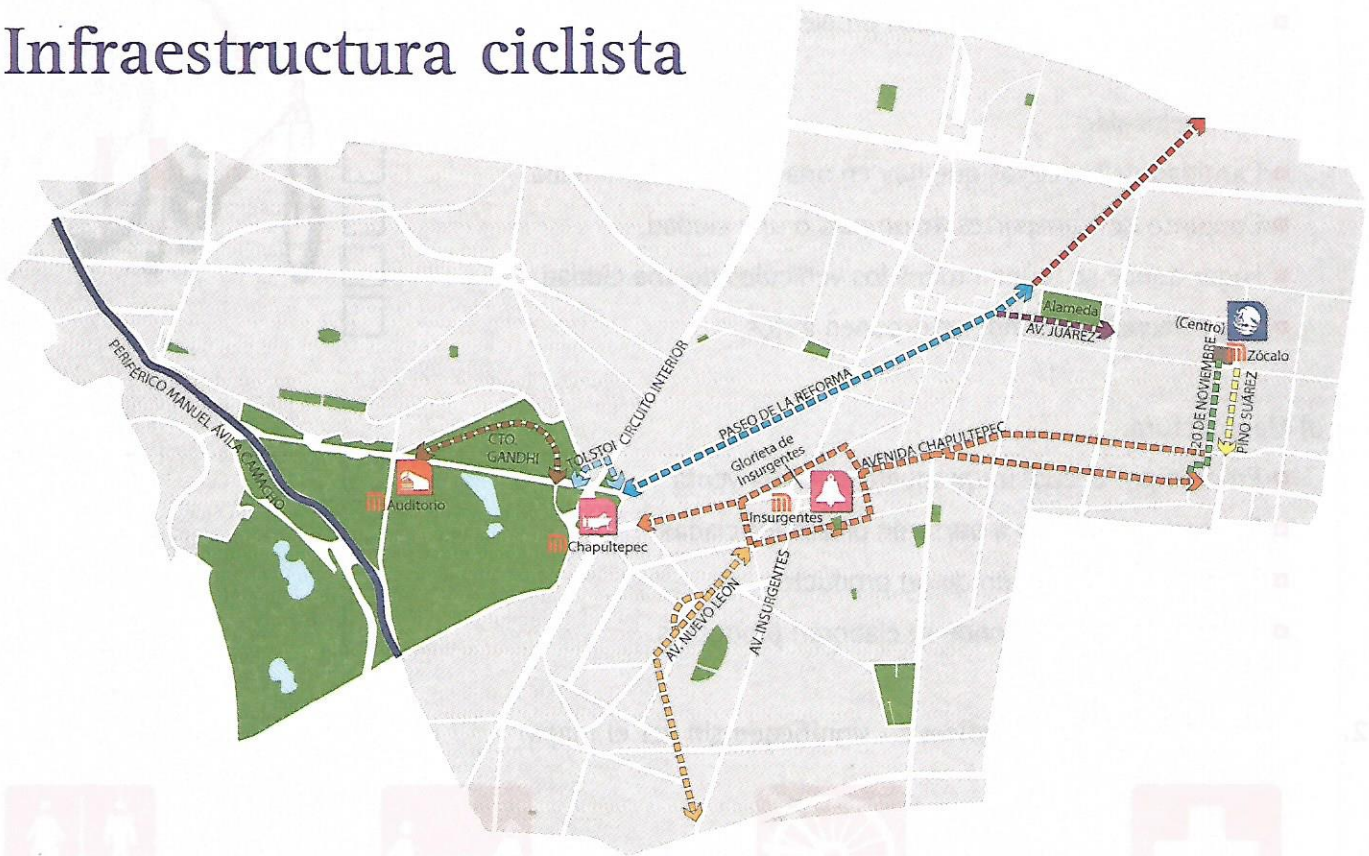 Infraestructura ciclista
PERIFÉRICO MANUEL ÁVILA CAMACHO
CTO.
GANDHI
Auditorio
TOLSTOI
CIRCUITO INTERIOR
Chapultepec
PASEO DE LA REFORMA
Glorieta de
Insurgentes
Insurgentes
AVENIDA CHAPULTEPEC
AV. NUEVO LEON
AV. INSURGENTES
Alameda
AV. JUÁREZ
(Centro)
Zócalo
20 DE NOVIEMBRE
PINO SUÁREZ